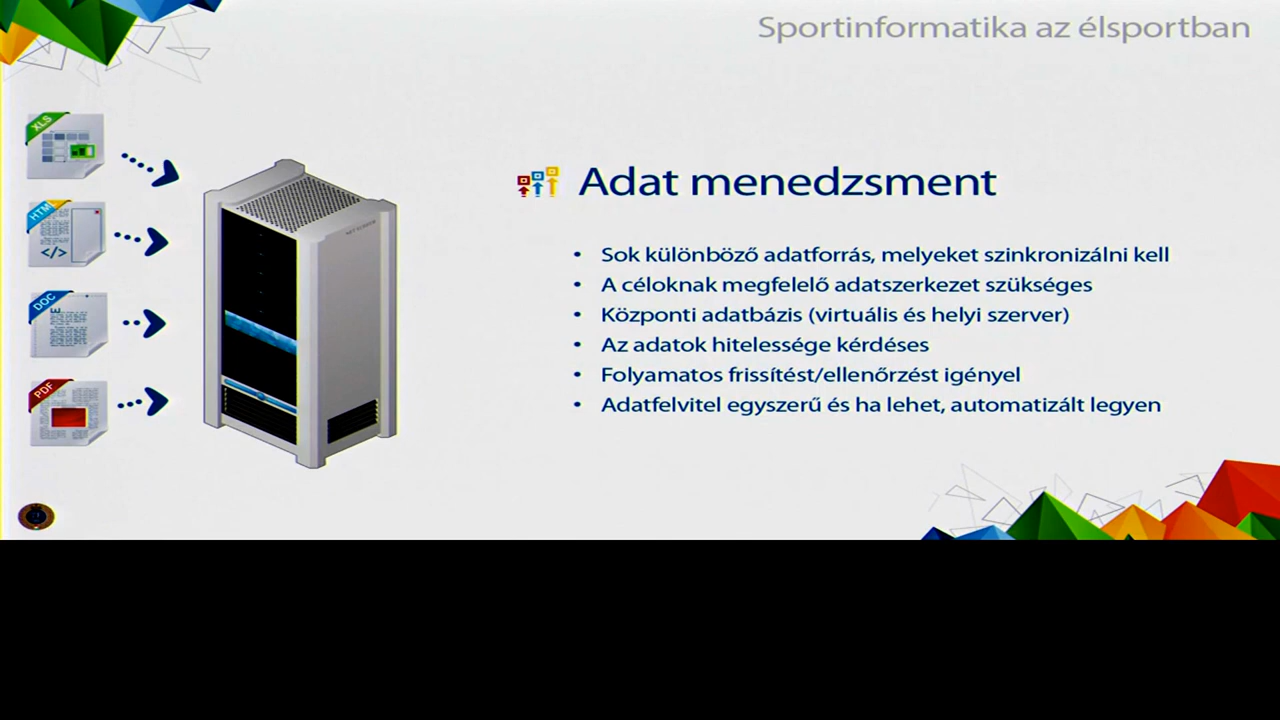 Sportinformatika az élsportban
XLS
HTML
</>
DOC
PDF
Adat menedzsment
• Sok különböző adatforrás, melyeket szinkronizálni kell
• A céloknak megfelelő adatszerkezet szükséges
• Központi adatbázis (virtuális és helyi szerver)
• Az adatok hitelessége kérdéses
• Folyamatos frissítést/ellenőrzést igényel
• Adatfelvitel egyszerű és ha lehet, automatizált legyen